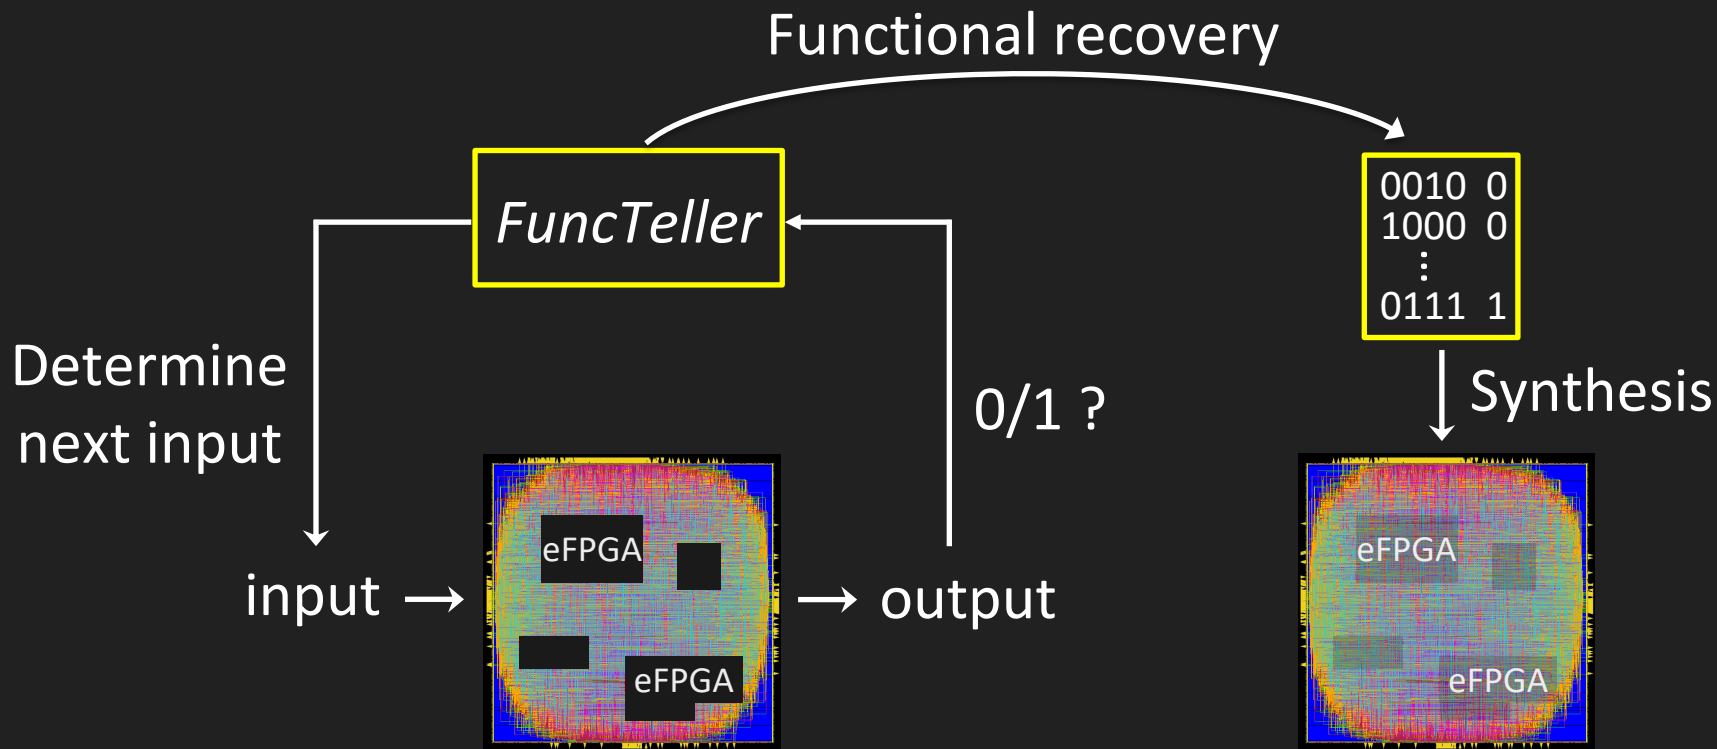 Functional recovery
FuncTeller
0010 0
1000 0
⋮
0111 1
Determine
next input
0/1 ?
Synthesis
input
eFPGA
eFPGA
output
eFPGA
eFPGA